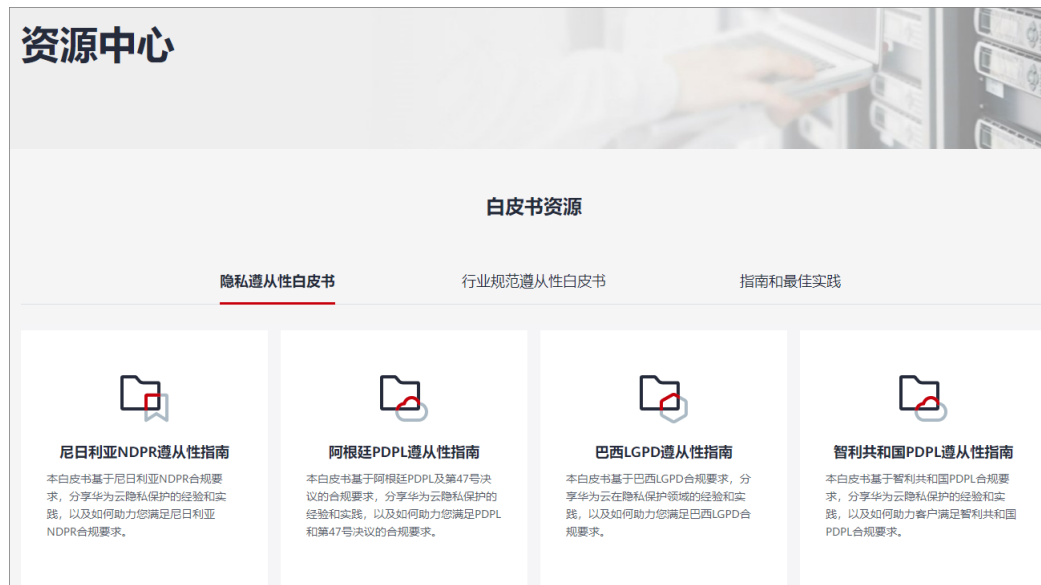 资源中心
白皮书资源
隐私遵从性白皮书
行业规范遵从性白皮书
指南和最佳实践
尼日利亚NDPR遵从性指南
本白皮书基于尼日利亚NDPR合规要
求，分享华为云隐私保护的经验和实
践，以及如何助力您满足尼日利亚
NDPR合规要求。
阿根廷PDPL遵从性指南
本白皮书基于阿根廷PDPL及第47号决
议的合规要求，分享华为云隐私保护的
经验和实践，以及如何助力您满足PDPL
和第47号决议的合规要求。
巴西LGPD遵从性指南
本白皮书基于巴西LGPD合规要求，分
享华为云在隐私保护领域的经验和实
践，以及如何助力您满足巴西LGPD合
规要求。
智利共和国PDPL遵从性指南
本白皮书基于智利共和国PDPL合规要
求，分享华为云隐私保护的经验和实
践，以及如何助力客户满足智利共和国
PDPL合规要求。